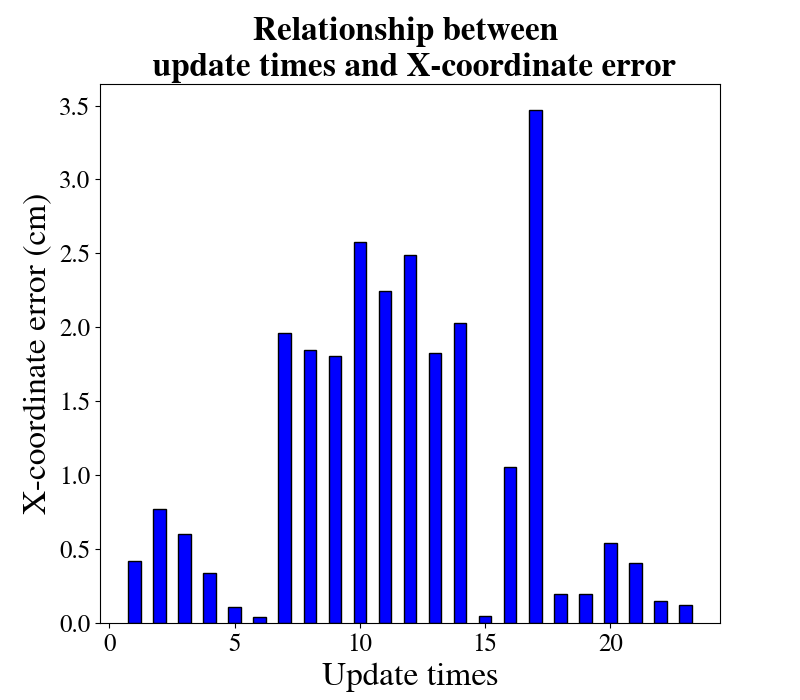 Relationship between
update times and X-coordinate error
X-coordinate error (cm)
3.5
3.0
2.5
2.0
1.5
1.0
0.5
0.0
0 5 10 15 20
Update times